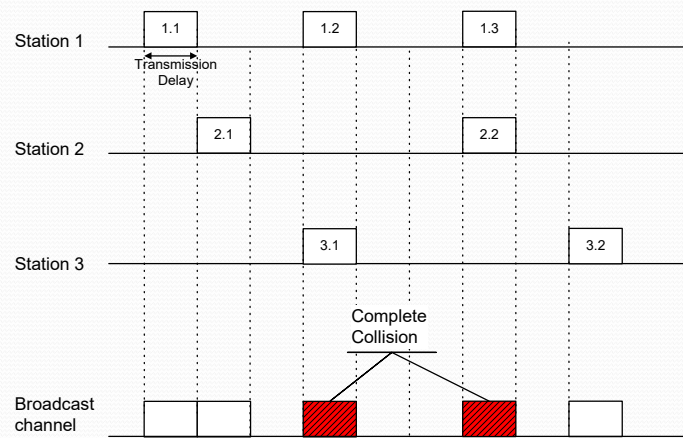 1.1
1.2
1.3
Station 1
Transmission
Delay
2.1
2.2
Station 2
3.1
3.2
Station 3
Complete
Collision
Broadcast
channel